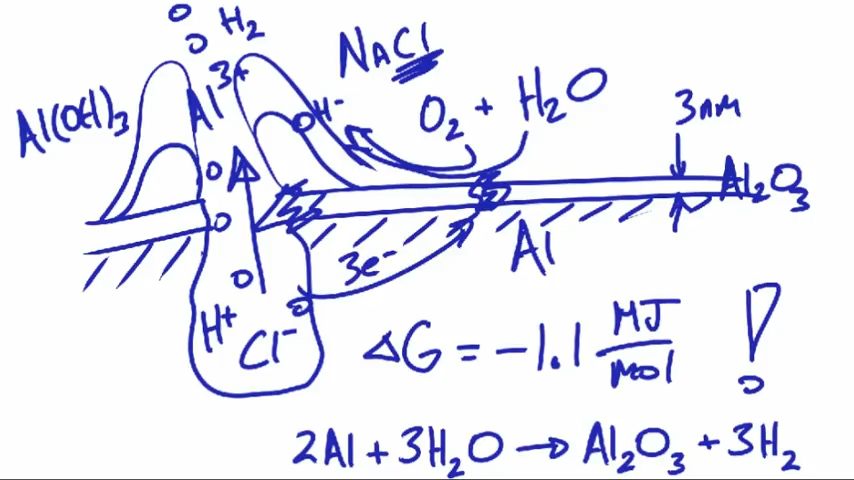 H₂
NaCl
Al(OH)₃
Al³⁺
OH⁻
O₂ + H₂O
3nm
Al₂O₃
Al
3e⁻
H⁺
Cl⁻
ΔG = -1.1 MJ/mol !
2Al + 3H₂O → Al₂O₃ + 3H₂